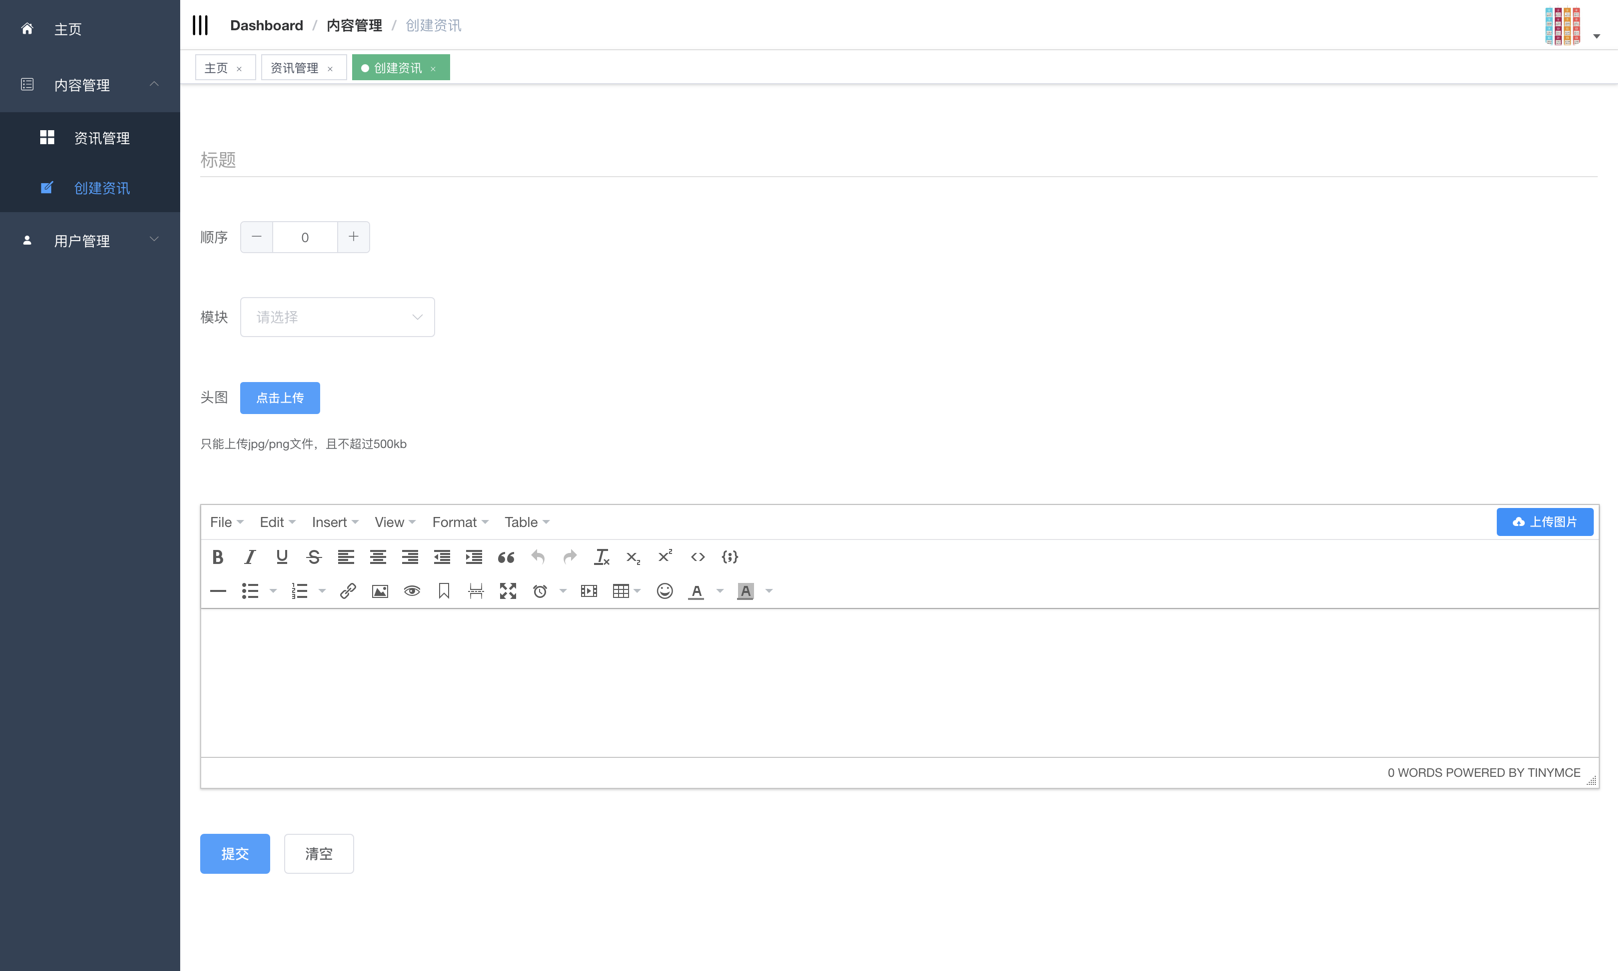 主页
内容管理
资讯管理
创建资讯
用户管理
Dashboard / 内容管理 / 创建资讯
主页 × 资讯管理 × 创建资讯 ×
标题
顺序 − 0 +
模块 请选择
头图 点击上传
只能上传jpg/png文件，且不超过500kb
File Edit Insert View Format Table 上传图片
0 WORDS POWERED BY TINYMCE
提交 清空